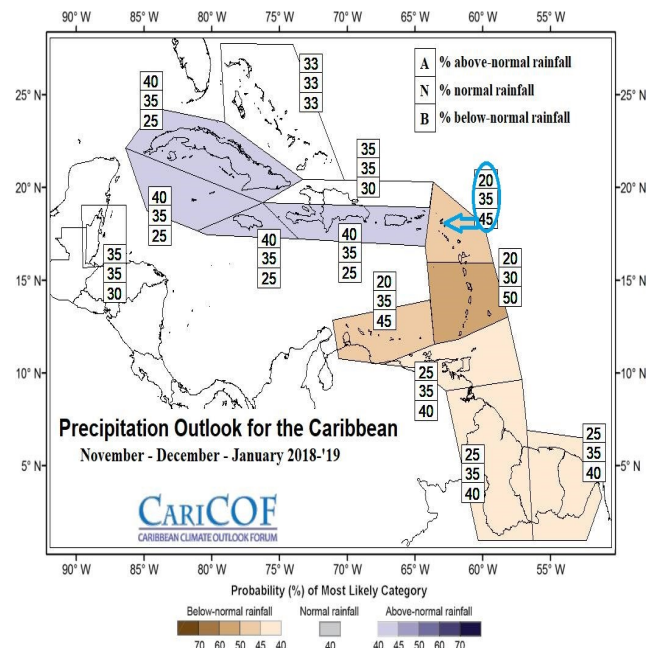 90° W 85° W 80° W 75° W 70° W 65° W 60° W 55° W
25° N
20° N
15° N
10° N
5° N
25° N
20° N
15° N
10° N
5° N
A % above-normal rainfall
N % normal rainfall
B % below-normal rainfall
33
33
33
40
35
25
35
35
30
20
35
45
40
35
25
40
35
25
40
35
25
35
35
30
20
30
50
20
35
45
25
35
40
25
35
40
25
35
40
Precipitation Outlook for the Caribbean
November - December - January 2018-'19
CARICOF
CARIBBEAN CLIMATE OUTLOOK FORUM
90° W 85° W 80° W 75° W 70° W 65° W 60° W 55° W
Probability (%) of Most Likely Category
Below-normal rainfall Normal rainfall Above-normal rainfall
70 60 50 45 40 40 40 45 50 60 70